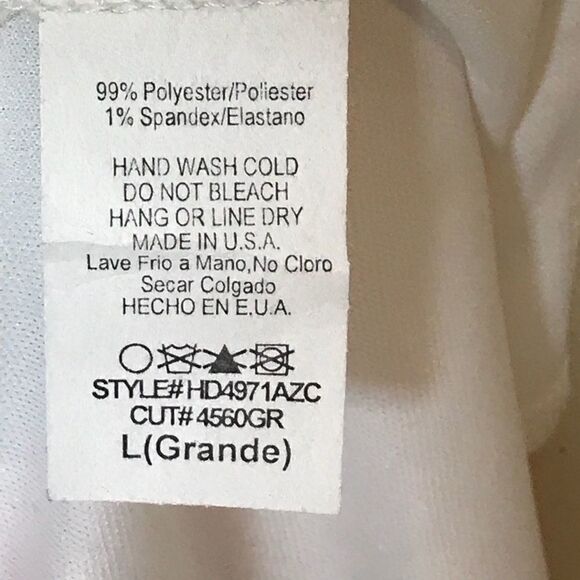 99% Polyester/Poliester
1% Spandex/Elastano
HAND WASH COLD
DO NOT BLEACH
HANG OR LINE DRY
MADE IN U.S.A.
Lave Frio a Mano,No Cloro
Secar Colgado
HECHO EN E.U.A.
STYLE# HD4971AZC
CUT# 4560GR
L(Grande)